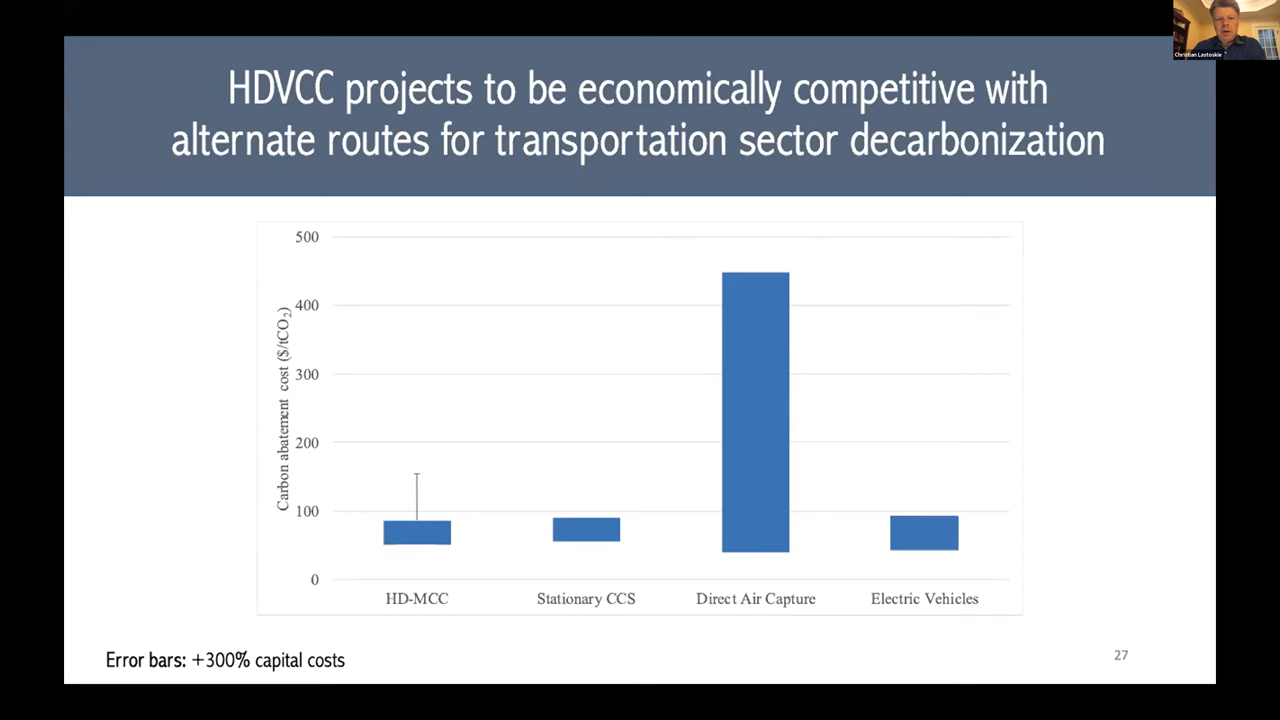 Christian Lastoskie
HDVCC projects to be economically competitive with
alternate routes for transportation sector decarbonization
Carbon abatement cost ($/tCO₂)
500
400
300
200
100
0
HD-MCC
Stationary CCS
Direct Air Capture
Electric Vehicles
Error bars: +300% capital costs
27